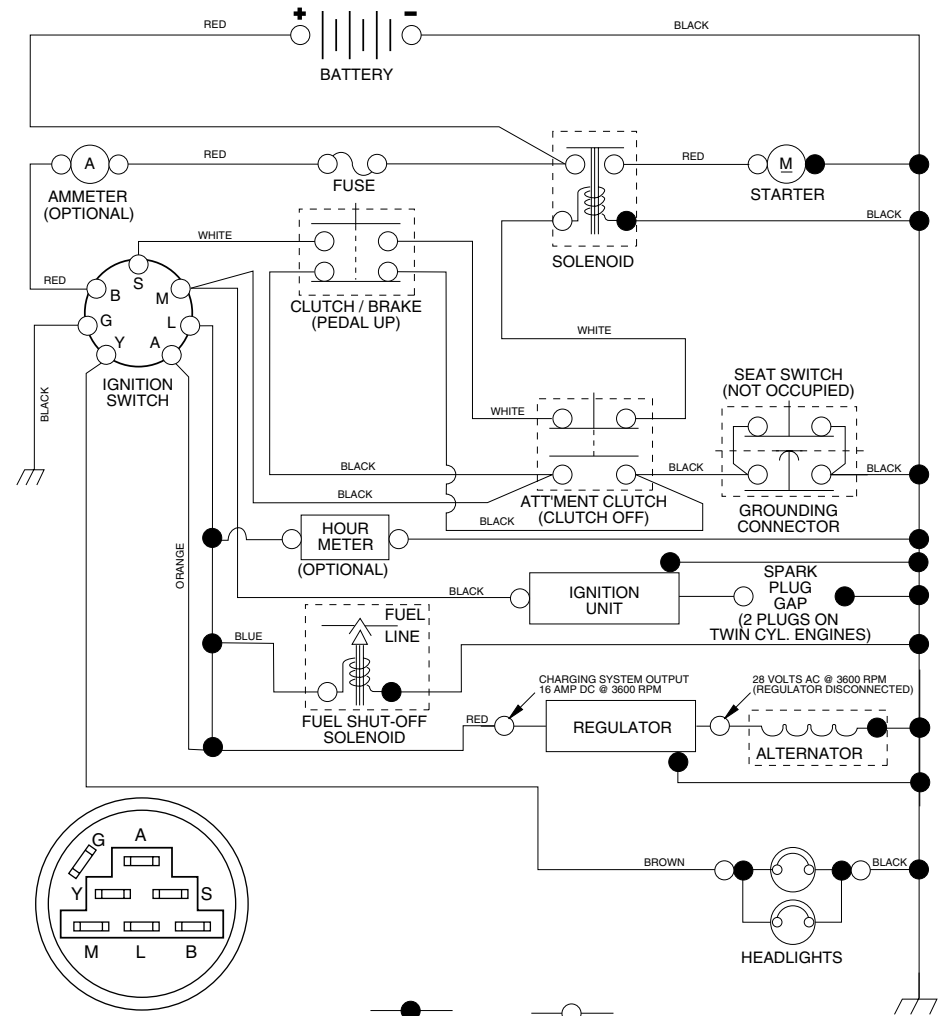 + -
RED
BLACK
BATTERY
A
RED
RED
M
AMMETER
(OPTIONAL)
FUSE
STARTER
BLACK
WHITE
SOLENOID
S
RED
B
M
CLUTCH / BRAKE
(PEDAL UP)
G
L
Y
A
WHITE
IGNITION
SWITCH
BLACK
SEAT SWITCH
(NOT OCCUPIED)
WHITE
BLACK
BLACK
BLACK
BLACK
ATT'MENT CLUTCH
(CLUTCH OFF)
BLACK
GROUNDING
CONNECTOR
HOUR
METER
(OPTIONAL)
ORANGE
BLACK
IGNITION
UNIT
SPARK
PLUG
GAP
(2 PLUGS ON
TWIN CYL. ENGINES)
FUEL
LINE
BLUE
FUEL SHUT-OFF
SOLENOID
CHARGING SYSTEM OUTPUT
16 AMP DC @ 3600 RPM
28 VOLTS AC @ 3600 RPM
(REGULATOR DISCONNECTED)
RED
REGULATOR
ALTERNATOR
G
A
Y
S
M
L
B
BROWN
BLACK
HEADLIGHTS